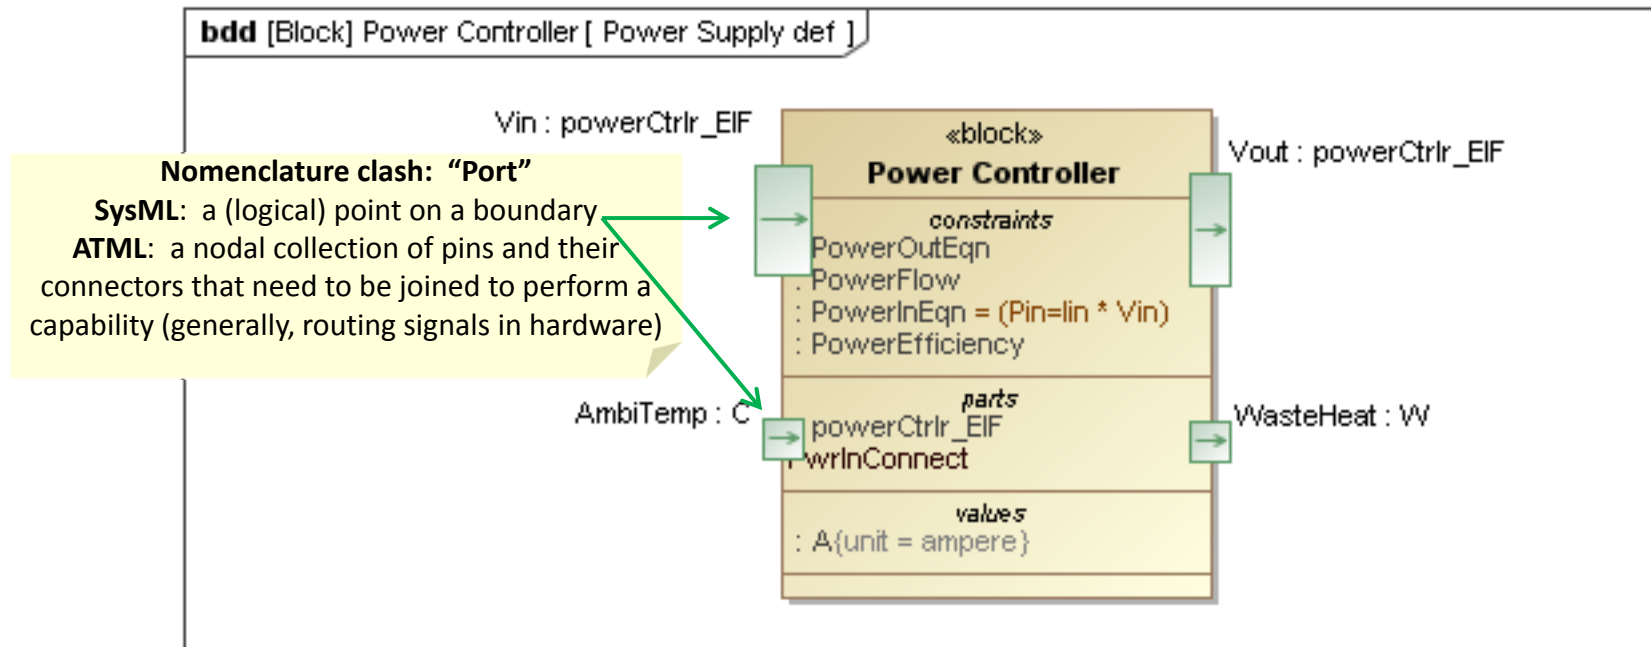 bdd [Block] Power Controller [ Power Supply def ]
Vin : powerCtrlr_EIF
Nomenclature clash: “Port”
SysML: a (logical) point on a boundary
ATML: a nodal collection of pins and their
connectors that need to be joined to perform a
capability (generally, routing signals in hardware)
AmbiTemp : C
«block»
Power Controller
constraints
PowerOutEqn
: PowerFlow
: PowerInEqn = (Pin=Iin * Vin)
: PowerEfficiency
parts
powerCtrlr_EIF
PwrInConnect
values
: A{unit = ampere}
Vout : powerCtrlr_EIF
WasteHeat : W